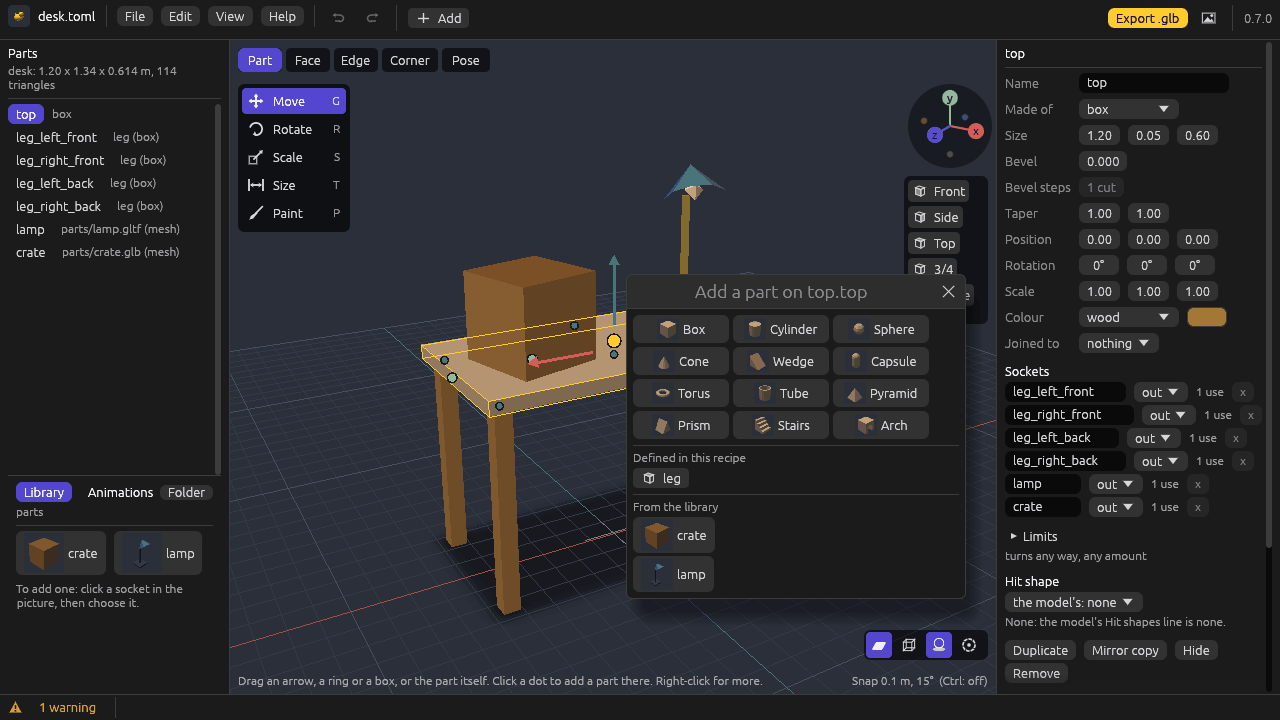 desk.toml
File
Edit
View
Help
Add
Export .glb
0.7.0
Parts
desk: 1.20 x 1.34 x 0.614 m, 114
triangles
top box
leg_left_front leg (box)
leg_right_front leg (box)
leg_left_back leg (box)
leg_right_back leg (box)
lamp parts/lamp.gltf (mesh)
crate parts/crate.glb (mesh)
Library
Animations
Folder
parts
crate
lamp
To add one: click a socket in the
picture, then choose it.
Part
Face
Edge
Corner
Pose
Move G
Rotate R
Scale S
Size T
Paint P
y
x
z
Front
Side
Top
3/4
Add a part on top.top
Box
Cylinder
Sphere
Cone
Wedge
Capsule
Torus
Tube
Pyramid
Prism
Stairs
Arch
Defined in this recipe
leg
From the library
crate
lamp
Drag an arrow, a ring or a box, or the part itself. Click a dot to add a part there. Right-click for more.
Snap 0.1 m, 15° (Ctrl: off)
top
Name top
Made of box
Size 1.20 0.05 0.60
Bevel 0.000
Bevel steps 1 cut
Taper 1.00 1.00
Position 0.00 0.00 0.00
Rotation 0° 0° 0°
Scale 1.00 1.00 1.00
Colour wood
Joined to nothing
Sockets
leg_left_front out 1 use x
leg_right_front out 1 use x
leg_left_back out 1 use x
leg_right_back out 1 use x
lamp out 1 use x
crate out 1 use x
Limits
turns any way, any amount
Hit shape
the model's: none
None: the model's Hit shapes line is none.
Duplicate
Mirror copy
Hide
Remove
1 warning